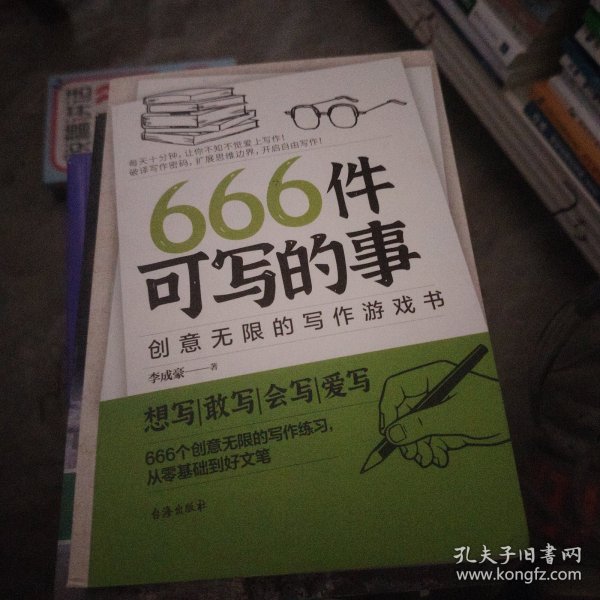 每天十分钟，让你不知不觉爱上写作！
破译写作密码，扩展思维边界，开启自由写作！
666件
可写的事
创意无限的写作游戏书
李成豪——著
想写|敢写|会写|爱写
666个创意无限的写作练习，
从零基础到好文笔
台海出版社
孔夫子旧书网
www.kongfz.com